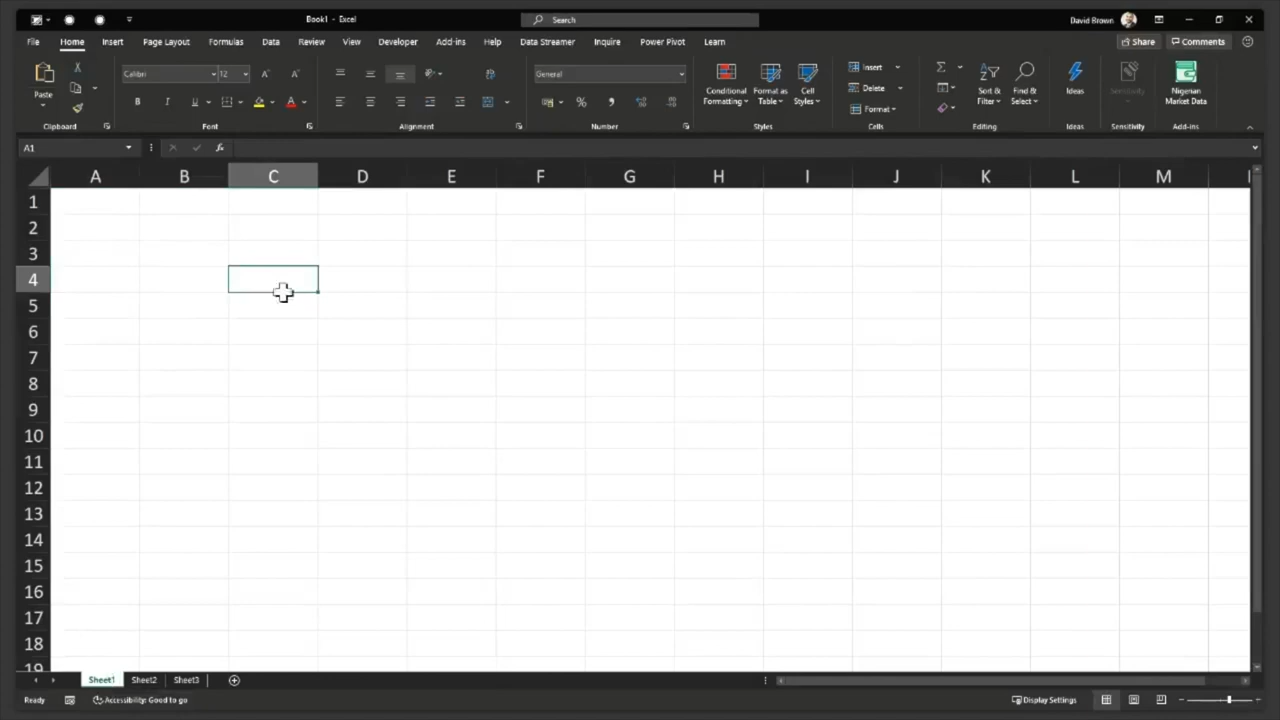 Book1 - Excel
Search
David Brown
File Home Insert Page Layout Formulas Data Review View Developer Add-ins Help Data Streamer Inquire Power Pivot Learn
Share Comments
Paste
Clipboard
Calibri 12
B I U A
Font
Alignment
General
%
Number
Conditional Formatting
Format as Table
Cell Styles
Styles
Insert
Delete
Format
Cells
Sort & Filter
Find & Select
Editing
Ideas
Ideas
Sensitivity
Sensitivity
Nigerian Market Data
Add-ins
A1 fx
A B C D E F G H I J K L M
1
2
3
4
5
6
7
8
9
10
11
12
13
14
15
16
17
18
19
Sheet1 Sheet2 Sheet3
Ready Accessibility: Good to go Display Settings